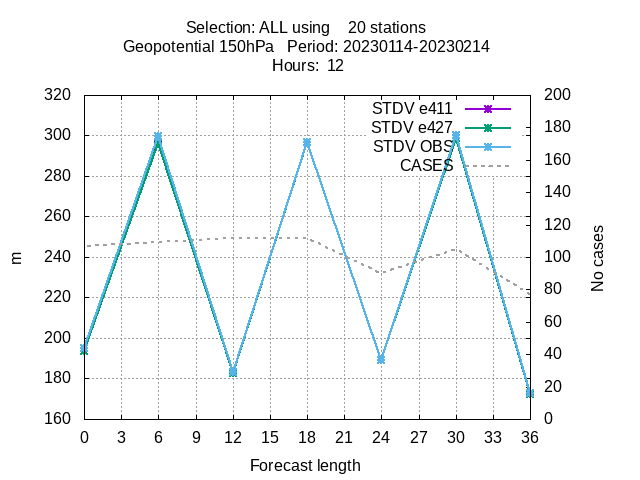 Selection: ALL using    20 stations
Geopotential 150hPa   Period: 20230114-20230214
Hours:  12
320
300
280
260
240
220
200
180
160
200
180
160
140
120
100
80
60
40
20
0
STDV e411
STDV e427
STDV OBS
CASES
m
No cases
0 3 6 9 12 15 18 21 24 27 30 33 36
Forecast length